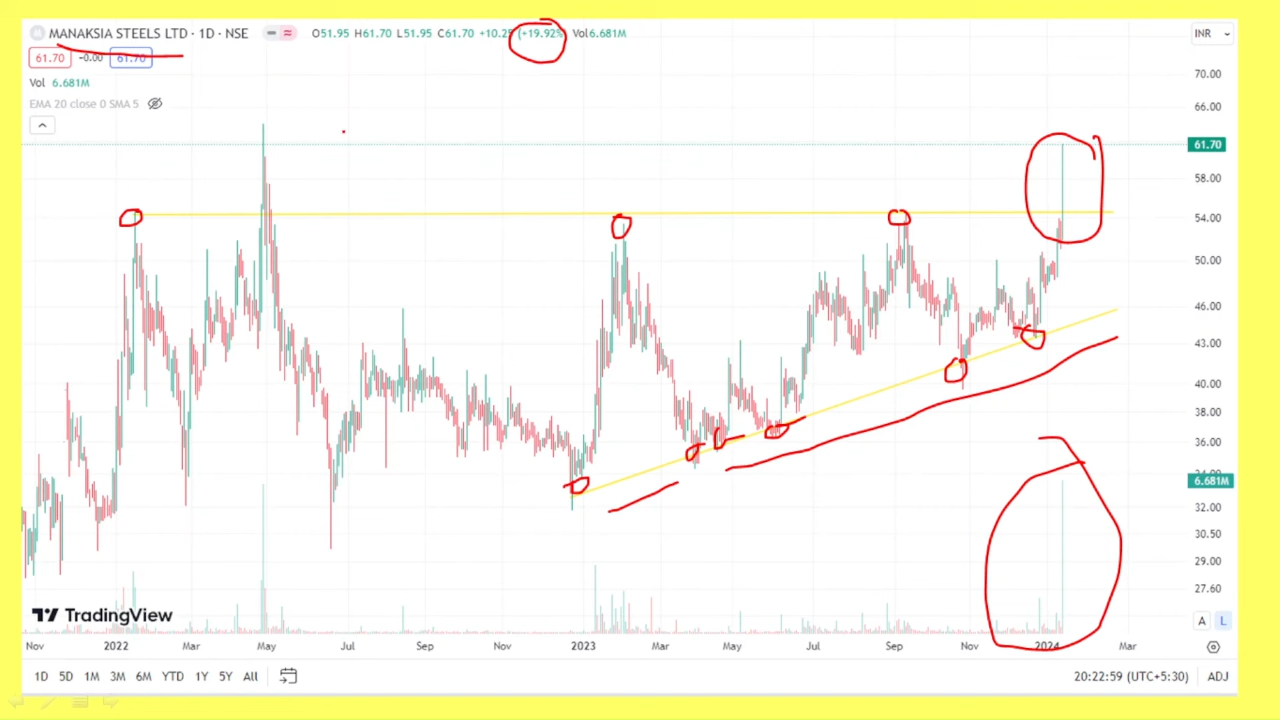 M MANAKSIA STEELS LTD · 1D · NSE O51.95 H61.70 L51.95 C61.70 +10.25 (+19.92%) Vol6.681M INR
61.70 -0.00 61.70
Vol 6.681M
EMA 20 close 0 SMA 5
70.00
66.00
61.70
58.00
54.00
50.00
46.00
43.00
40.00
38.00
36.00
34.00
6.681M
32.00
30.50
29.00
27.60
TradingView
A L
Nov 2022 Mar May Jul Sep Nov 2023 Mar May Jul Sep Nov 2024 Mar
1D 5D 1M 3M 6M YTD 1Y 5Y All 20:22:59 (UTC+5:30) ADJ